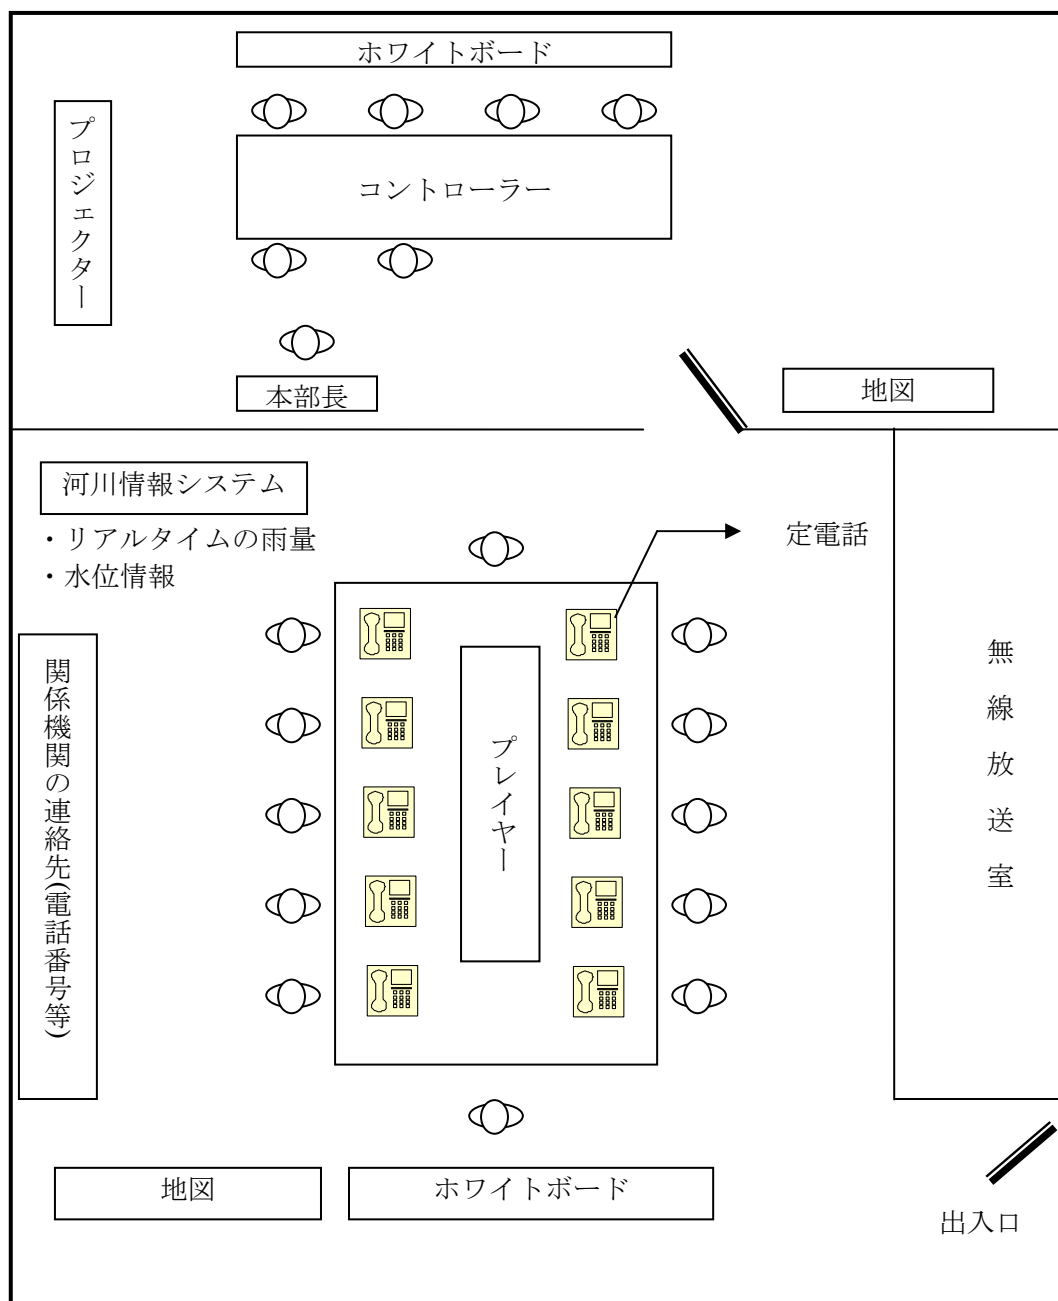 ホワイトボード
プロジェクター
コントローラー
本部長
地図
河川情報システム
・リアルタイムの雨量
・水位情報
定電話
関係機関の連絡先(電話番号等)
プレイヤー
無線放送室
地図
ホワイトボード
出入口